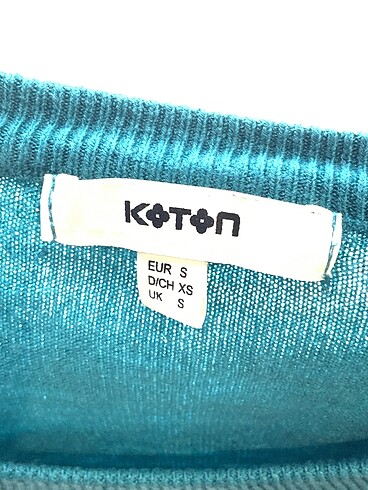 KOTON
EUR S
D/CH XS
UK S